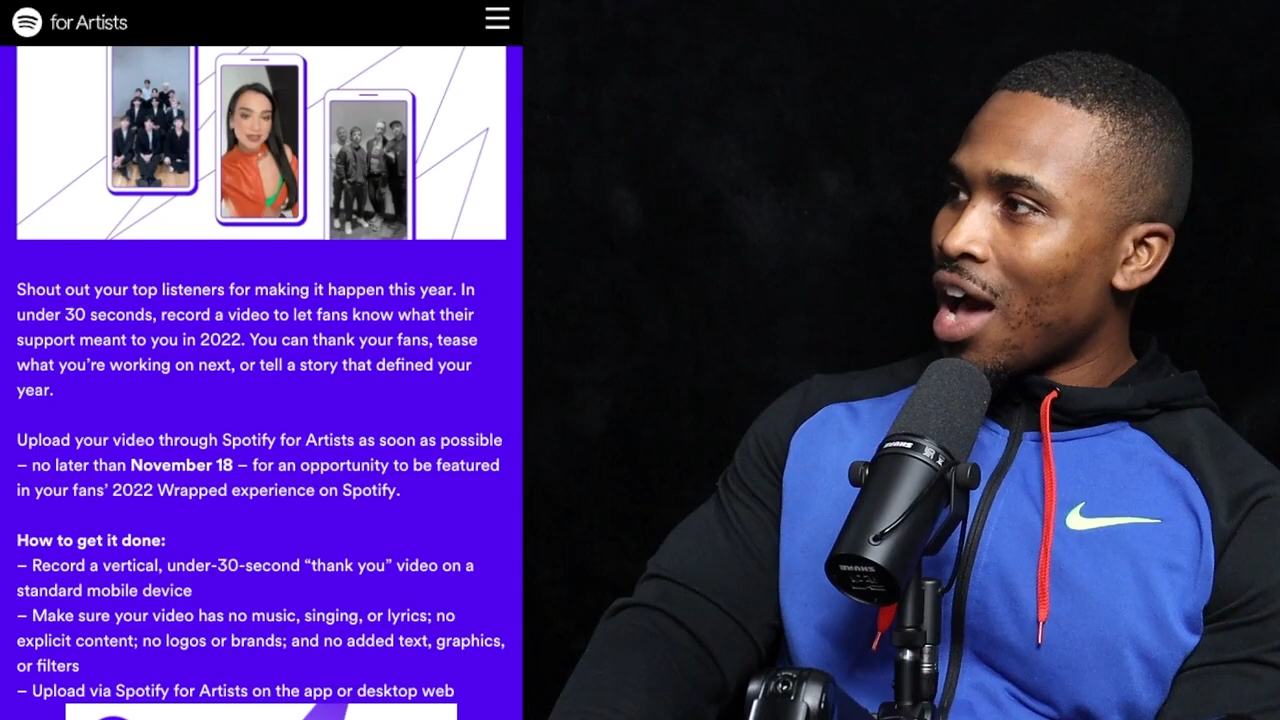 for Artists
Shout out your top listeners for making it happen this year. In
under 30 seconds, record a video to let fans know what their
support meant to you in 2022. You can thank your fans, tease
what you’re working on next, or tell a story that defined your
year.
Upload your video through Spotify for Artists as soon as possible
– no later than November 18 – for an opportunity to be featured
in your fans’ 2022 Wrapped experience on Spotify.
How to get it done:
– Record a vertical, under-30-second “thank you” video on a
standard mobile device
– Make sure your video has no music, singing, or lyrics; no
explicit content; no logos or brands; and no added text, graphics,
or filters
– Upload via Spotify for Artists on the app or desktop web
SHURE
SHURE